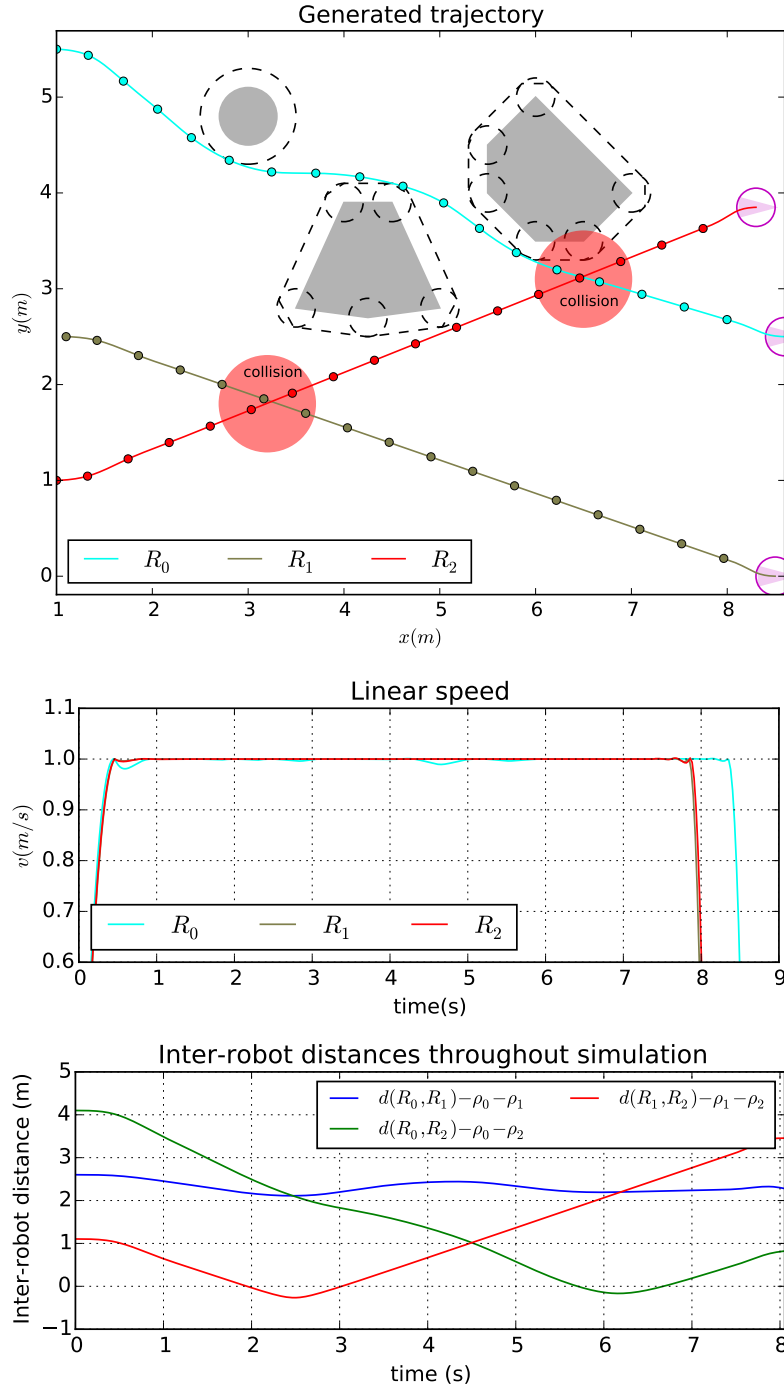 Generated trajectory
5
4
3
2
1
0
y(m)
collision
collision
R₀ R₁ R₂
1 2 3 4 5 6 7 8
x(m)
Linear speed
1.1
1.0
0.9
0.8
0.7
0.6
v(m/s)
R₀ R₁ R₂
0 1 2 3 4 5 6 7 8 9
time(s)
Inter-robot distances throughout simulation
5
4
3
2
1
0
−1
Inter-robot distance (m)
d(R₀,R₁)−ρ₀−ρ₁ d(R₁,R₂)−ρ₁−ρ₂
d(R₀,R₂)−ρ₀−ρ₂
0 1 2 3 4 5 6 7 8
time (s)